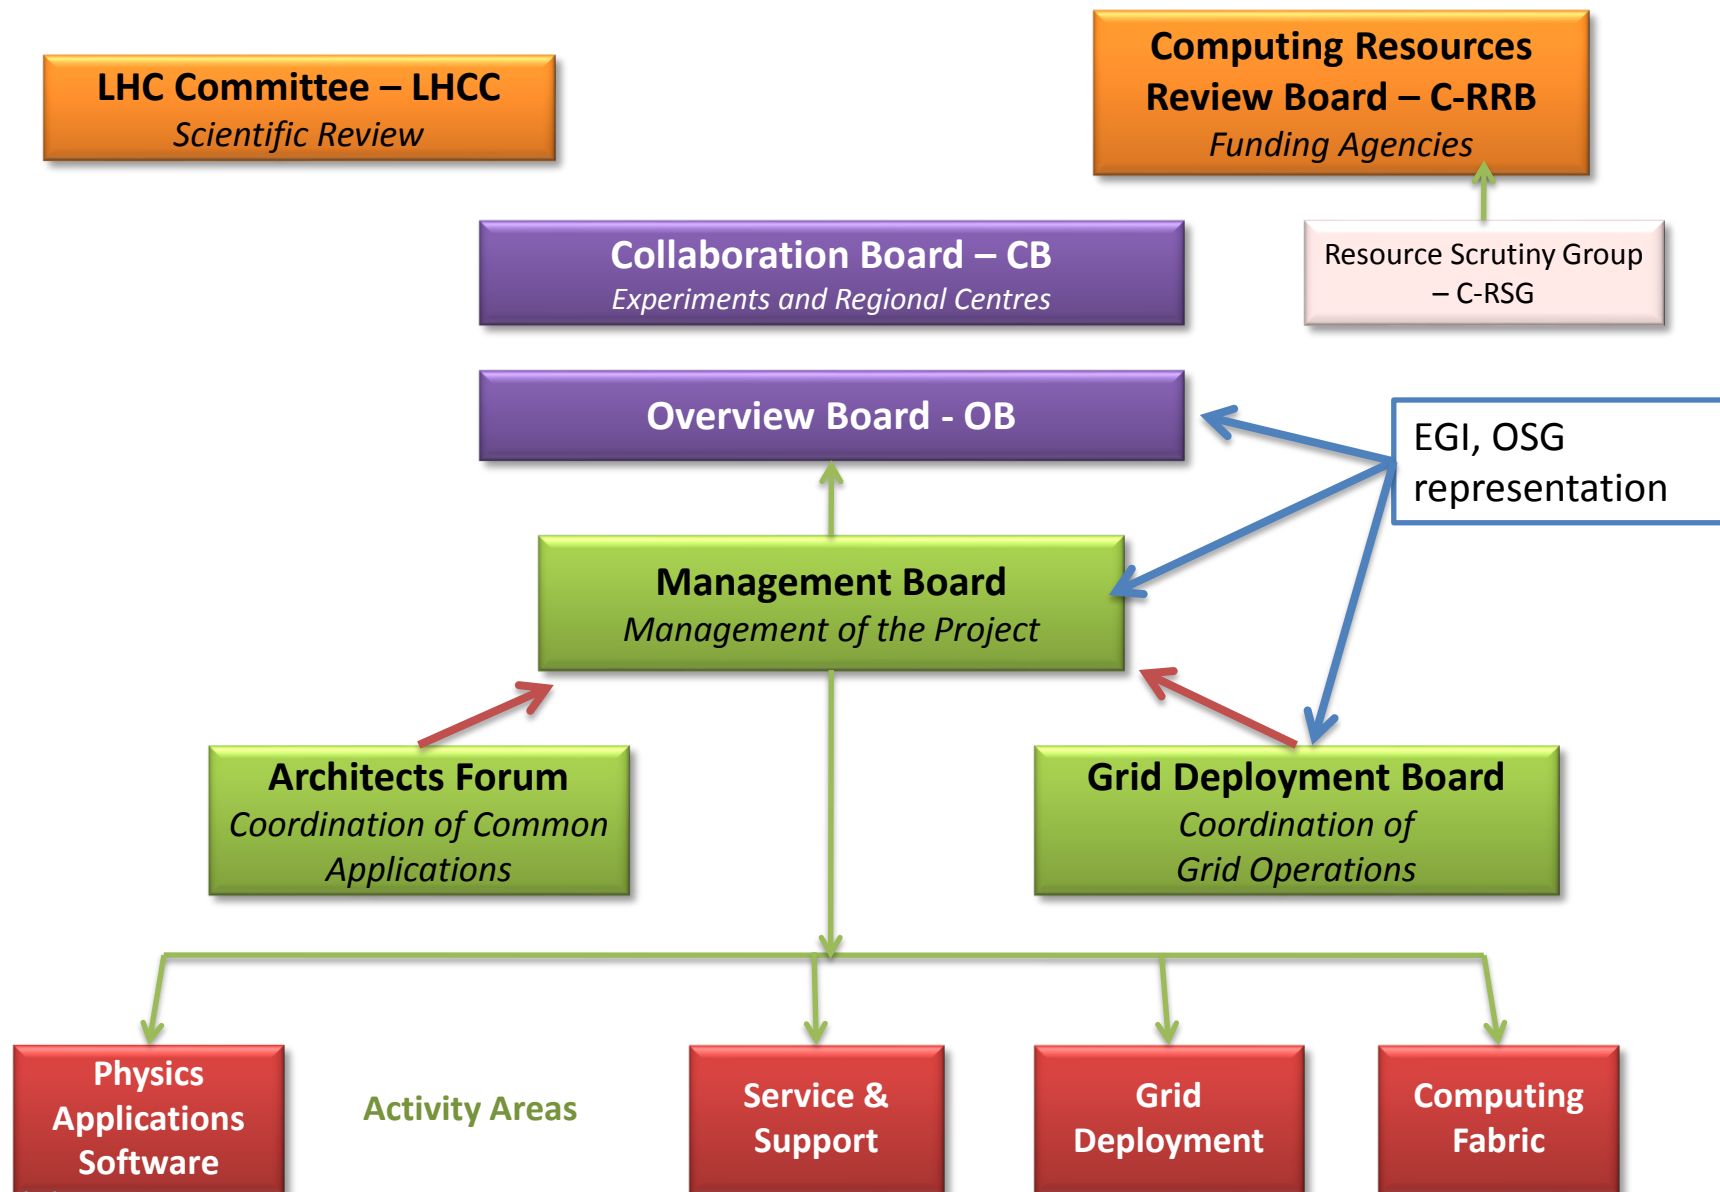 LHC Committee – LHCC
Scientific Review
Computing Resources
Review Board – C-RRB
Funding Agencies
Collaboration Board – CB
Experiments and Regional Centres
Resource Scrutiny Group
– C-RSG
Overview Board - OB
EGI, OSG
representation
Management Board
Management of the Project
Architects Forum
Coordination of Common
Applications
Grid Deployment Board
Coordination of
Grid Operations
Physics
Applications
Software
Activity Areas
Service &
Support
Grid
Deployment
Computing
Fabric